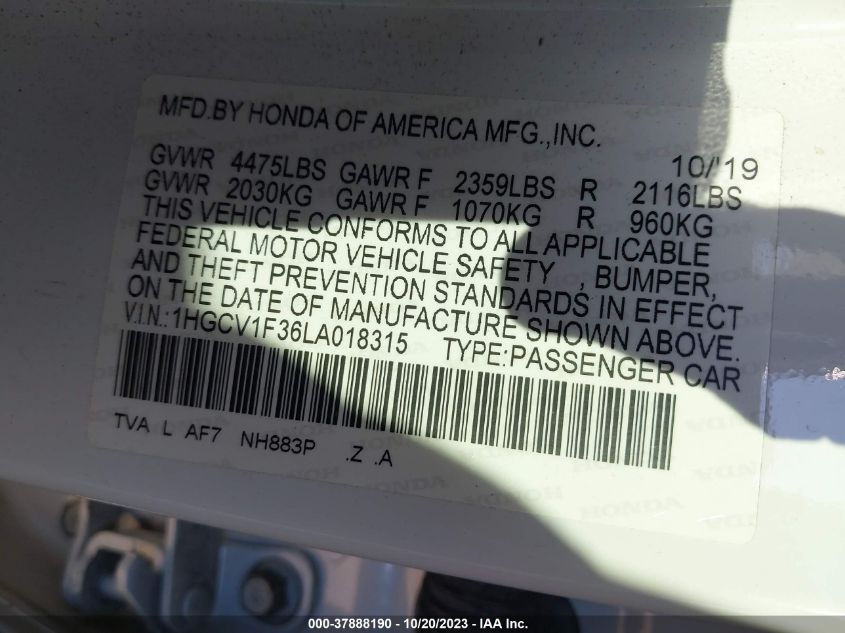 MFD.BY HONDA OF AMERICA MFG.,INC.
10/'19
GVWR 4475LBS GAWR F 2359LBS R 2116LBS
GVWR 2030KG GAWR F 1070KG R 960KG
THIS VEHICLE CONFORMS TO ALL APPLICABLE
FEDERAL MOTOR VEHICLE SAFETY , BUMPER,
AND THEFT PREVENTION STANDARDS IN EFFECT
ON THE DATE OF MANUFACTURE SHOWN ABOVE.
V.I.N.:1HGCV1F36LA018315 TYPE:PASSENGER CAR
TVA L AF7 NH883P .Z .A
HONDA HONDA
000-37888190 - 10/20/2023 - IAA Inc.